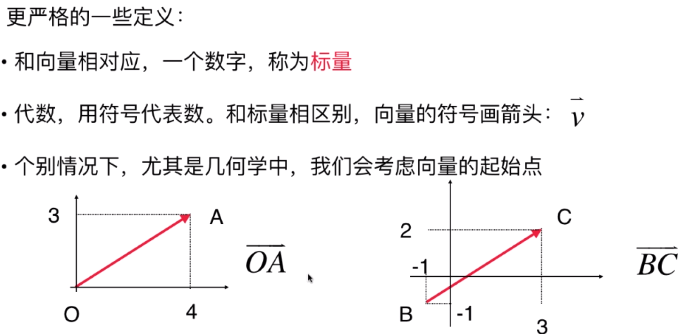 更严格的一些定义：
• 和向量相对应，一个数字，称为标量
• 代数，用符号代表数。和标量相区别，向量的符号画箭头： $\vec{v}$
• 个别情况下，尤其是几何学中，我们会考虑向量的起始点
3
A
$\overrightarrow{OA}$
O
4
C
2
-1
$\overrightarrow{BC}$
B
-1
3